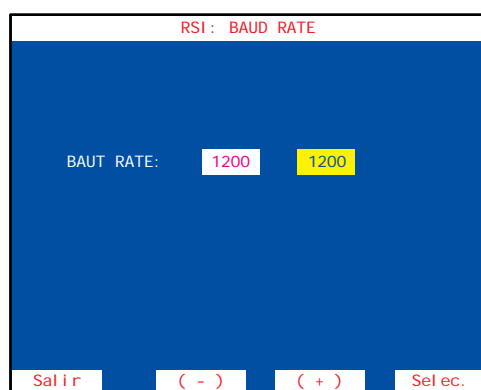 RSI: BAUD RATE
BAUT RATE: 1200 1200
Salir ( - ) ( + ) Selec.